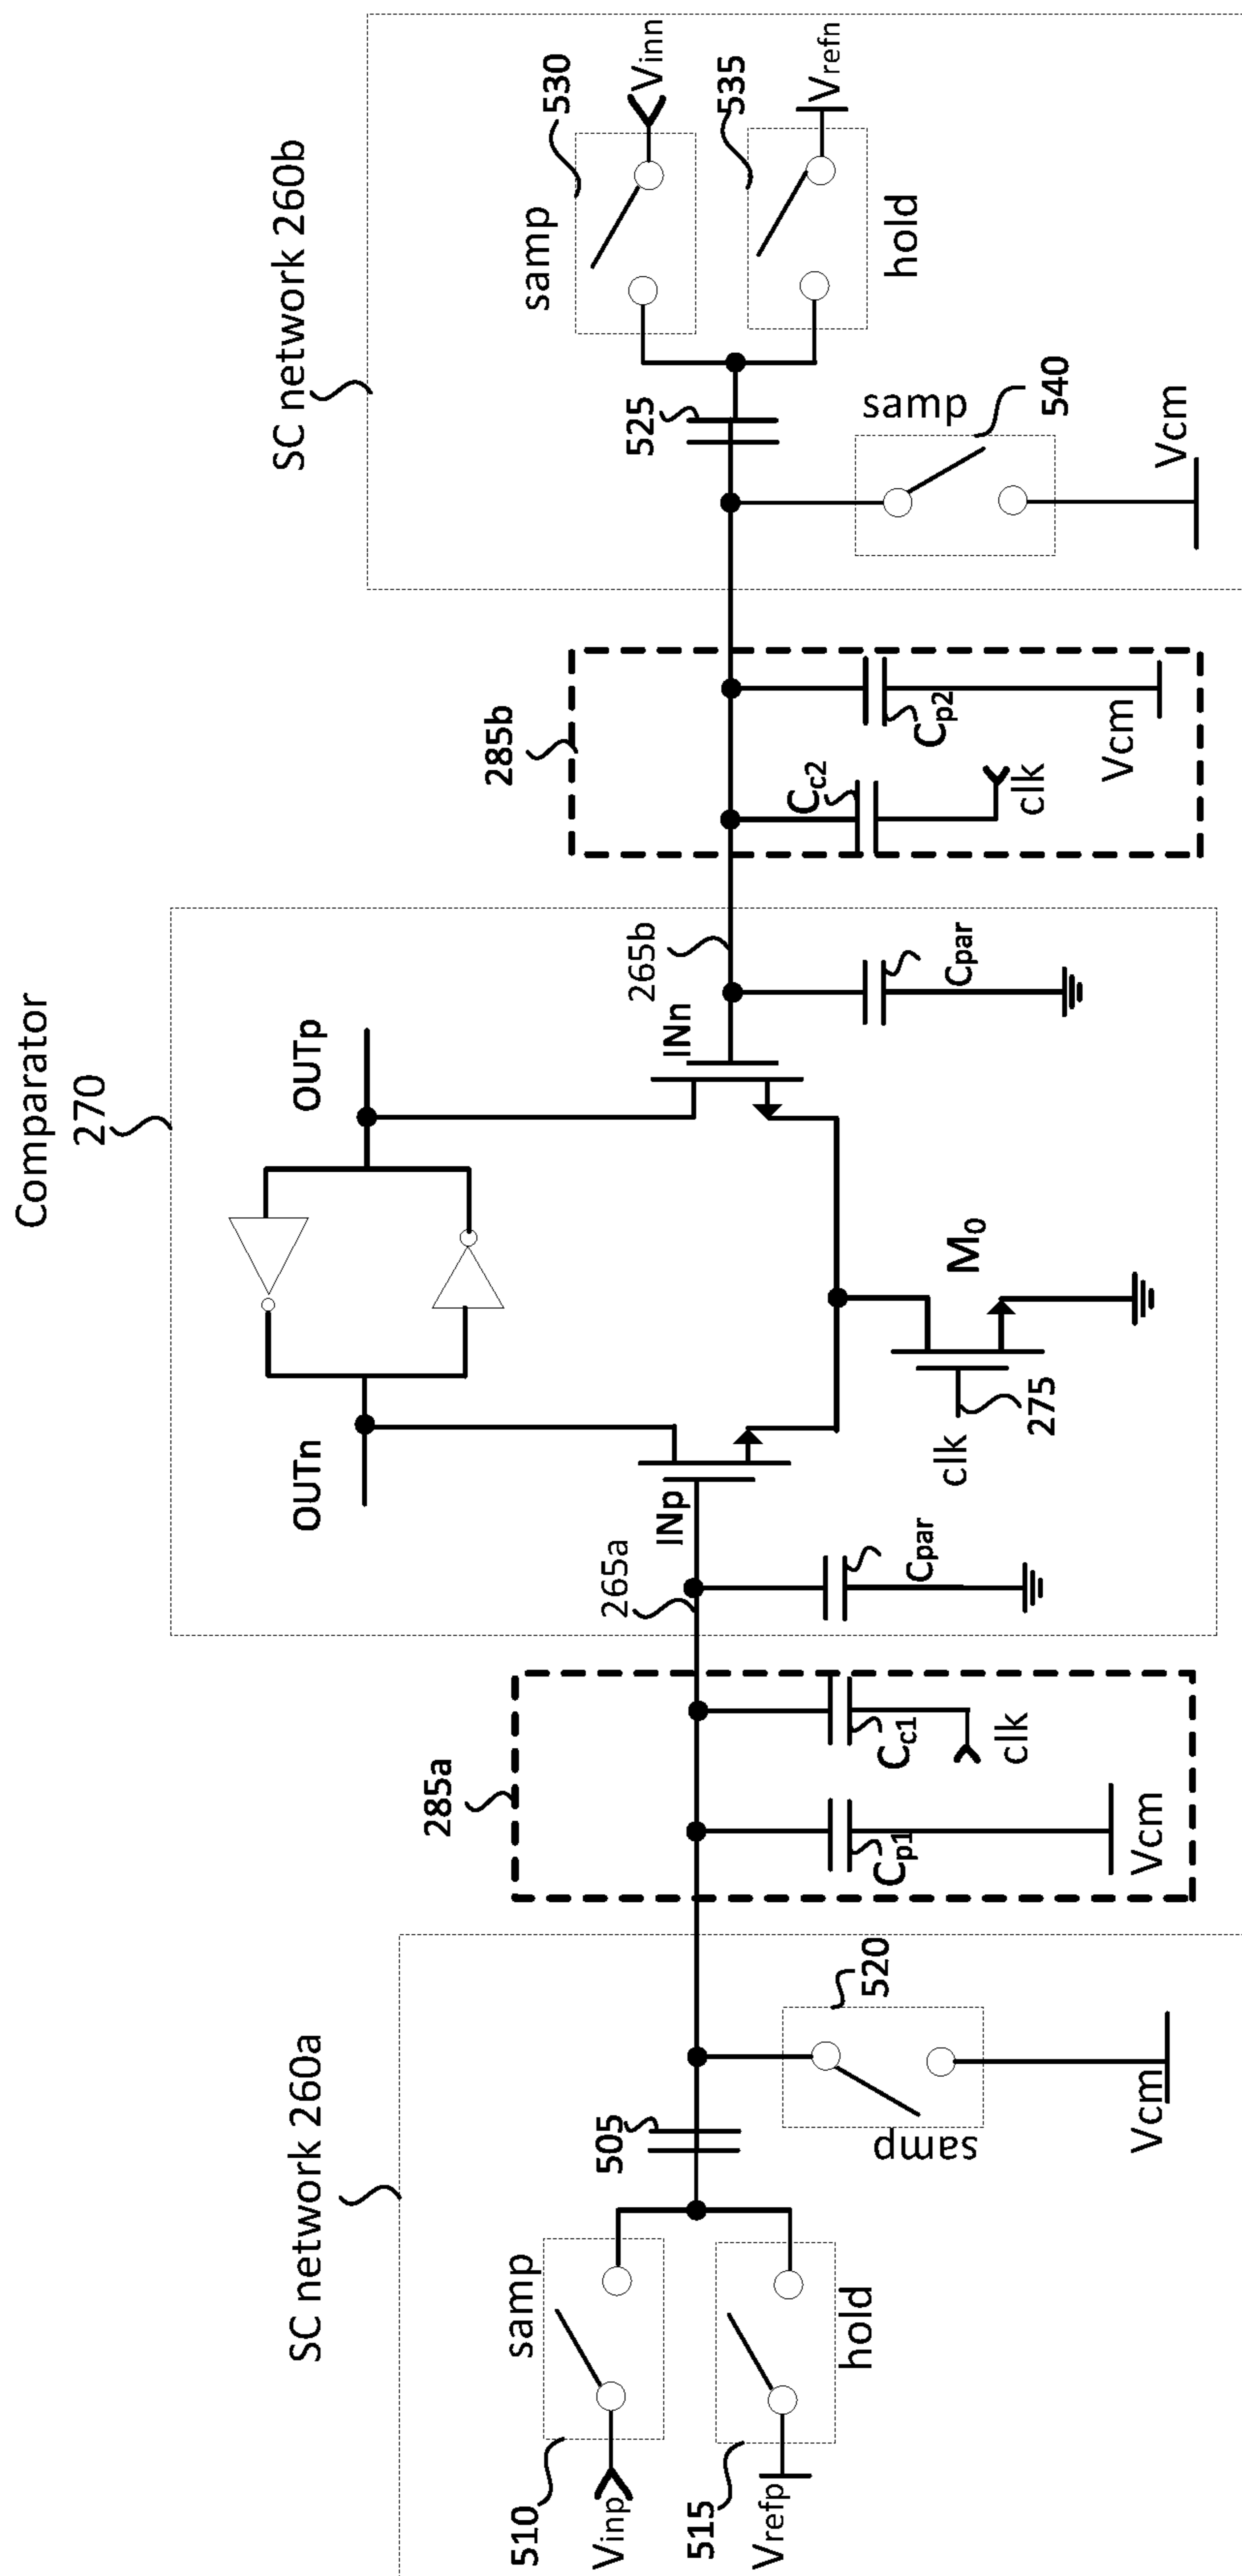 Comparator
270
SC network 260a
SC network 260b
OUTn
OUTp
285a
285b
265a
265b
INp
INn
samp
510
Vinp
505
hold
515
Vrefp
samp
520
Vcm
Cp1
Vcm
Cc1
clk
Cpar
clk
275
M0
Cpar
Cc2
clk
Cp2
Vcm
525
samp
530
Vinn
hold
535
Vrefn
samp
540
Vcm